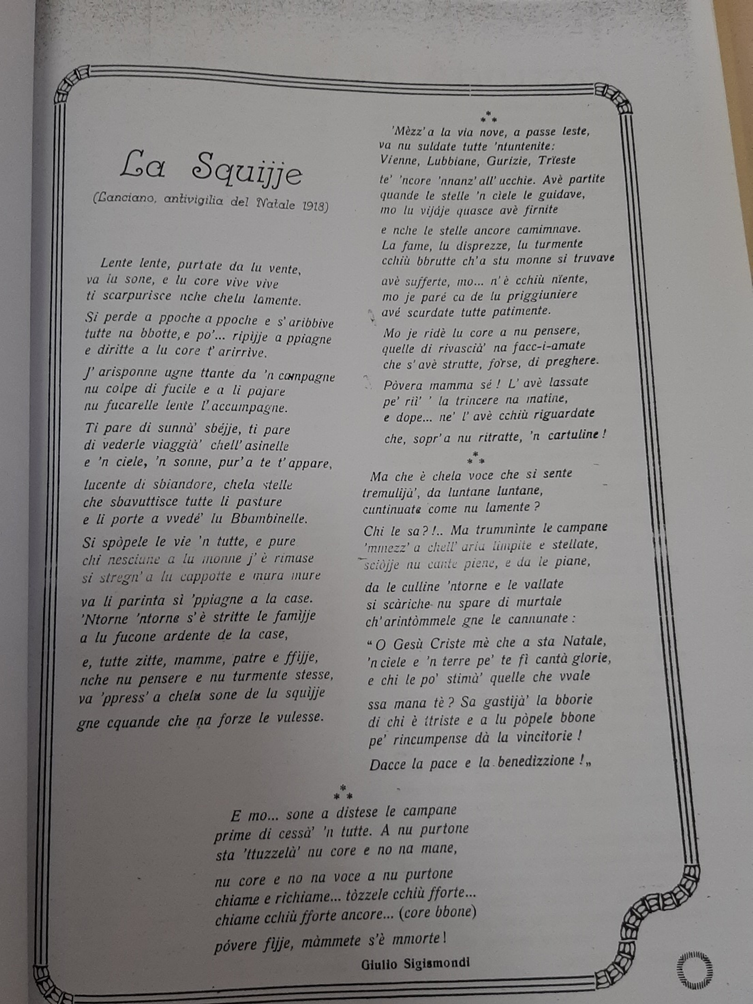 La Squijje
(Lanciano, antivigilia del Natale 1918)
Lente lente, purtate da lu vente,
va lu sone, e lu core vive vive
ti scarpurisce nche chelu lamente.
Si perde a ppoche a ppoche e s' aribbive
tutte na bbotte, e po'... ripìjje a ppiagne
e diritte a lu core t' arirrive.
J' arisponne ugne ttante da 'n campagne
nu colpe di fucile e a li pajare
nu fucarelle lente l' accumpagne.
Ti pare di sunnà' sbéjje, ti pare
di vederle viaggià' chell' asinelle
e 'n ciele, 'n sonne, pur' a te t' appare,
lucente di sbiandore, chela stelle
che sbavuttisce tutte li pasture
e li porte a vvedé' lu Bbambinelle.
Si spòpele le vie 'n tutte, e pure
chi nesciune a lu monne j' è rimase
si stregn' a lu cappotte e mura mure
va li parinta sì 'ppiagne a la case.
'Ntorne 'ntorne s' è stritte le famìjje
a lu fucone ardente de la case,
e, tutte zitte, mamme, patre e ffijje,
nche nu pensere e nu turmente stesse,
va 'ppress' a chelu sone de la squijje
gne cquande che na forze le vulesse.
⁂
'Mèzz' a la via nove, a passe leste,
va nu suldate tutte 'ntuntenite:
Vienne, Lubbiane, Gurizie, Trieste
te' 'ncore 'nnanz' all' ucchie. Avè partite
quande le stelle 'n ciele le guidave,
mo lu vijáje quasce avè firnite
e nche le stelle ancore camimnave.
La fame, lu disprezze, lu turmente
cchiù bbrutte ch' a stu monne si truvave
avè sufferte, mo... n' è cchiù niente,
mo je paré ca de lu priggiuniere
avé scurdate tutte patimente.
Mo je ridè lu core a nu pensere,
quelle di rivascià' na facc-i-amate
che s' avè strutte, forse, di preghere.
Pòvera mamma sé! L' avè lassate
pe' rii' ' la trincere na matine,
e dope... ne' l' avè cchiù riguardate
che, sopr' a nu ritratte, 'n cartuline!
⁂
Ma che è chela voce che si sente
tremulijà', da luntane luntane,
cuntinuate come nu lamente?
Chi le sa?!.. Ma trumminte le campane
'mmezz' a chell' aria limpite e stellate,
sciòjje nu cante piene, e da le piane,
da le culline 'ntorne e le vallate
si scàriche nu spare di murtale
ch' arintòmmele gne le cannunate:
“ O Gesù Criste mè che a sta Natale,
'n ciele e 'n terre pe' te fì cantà glorie,
e chi le po' stimà' quelle che vvale
ssa mana tè? Sa gastijà' la bborie
di chi è ttriste e a lu pòpele bbone
pe' rincumpense dà la vincitorie!
Dacce la pace e la benedizzione!„
⁂
E mo... sone a distese le campane
prime di cessà' 'n tutte. A nu purtone
sta 'ttuzzelà' nu core e no na mane,
nu core e no na voce a nu purtone
chiame e richiame... tòzzele cchiù fforte...
chiame cchiù fforte ancore... (core bbone)
póvere fìjje, màmmete s'è mmorte!
Giulio Sigismondi